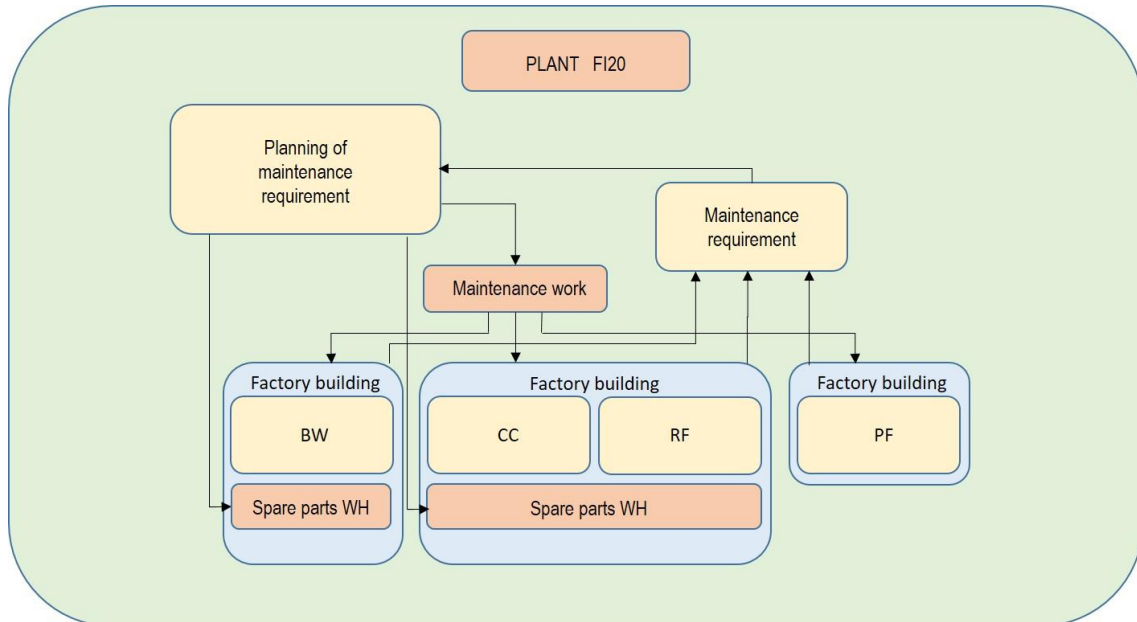 PLANT FI20
Planning of
maintenance
requirement
Maintenance
requirement
Maintenance work
Factory building
BW
Spare parts WH
Factory building
CC
RF
Spare parts WH
Factory building
PF